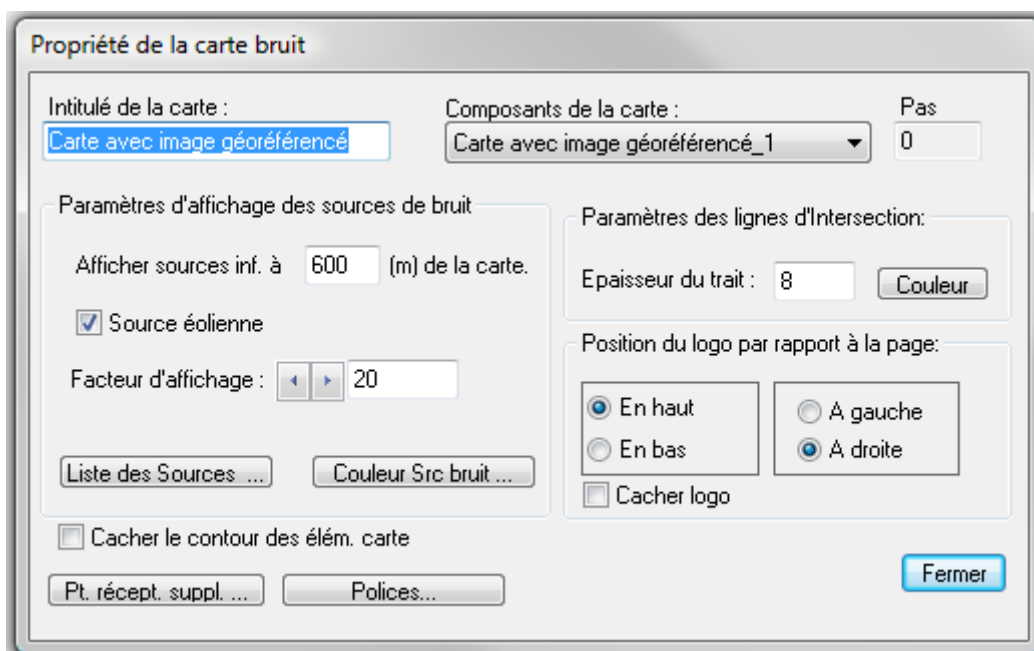 Propriété de la carte bruit
Intitulé de la carte :
Carte avec image géoréférencé
Composants de la carte :
Carte avec image géoréférencé_1
Pas
0
Paramètres d'affichage des sources de bruit
Afficher sources inf. à 600 (m) de la carte.
Source éolienne
Facteur d'affichage : 20
Liste des Sources ...
Couleur Src bruit ...
Paramètres des lignes d'Intersection:
Epaisseur du trait : 8 Couleur
Position du logo par rapport à la page:
En haut
En bas
A gauche
A droite
Cacher logo
Cacher le contour des élém. carte
Pt. récept. suppl. ...
Polices...
Fermer